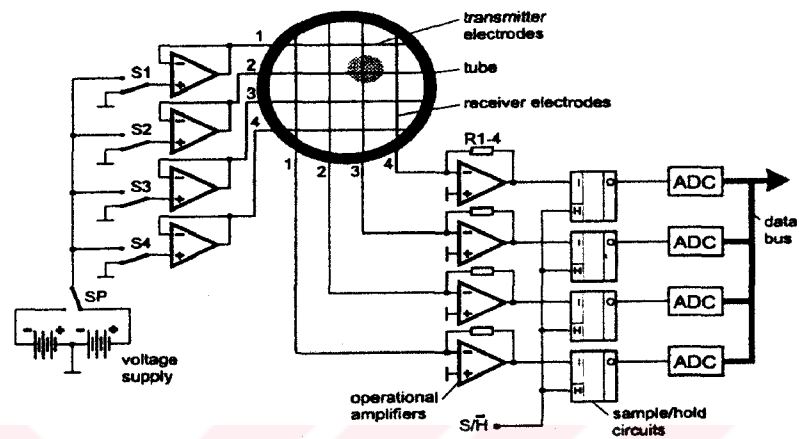 transmitter
electrodes
tube
receiver electrodes
1
2
3
4
S1
S2
S3
S4
SP
- +
+ -
+ -
+ -
+ -
- + - +
voltage
supply
1 2 3 4
R1-4
- +
- +
- +
- +
I O
H
I O
H
I O
H
I O
H
ADC
ADC
ADC
ADC
data
bus
operational
amplifiers
S/H̅
sample/hold
circuits